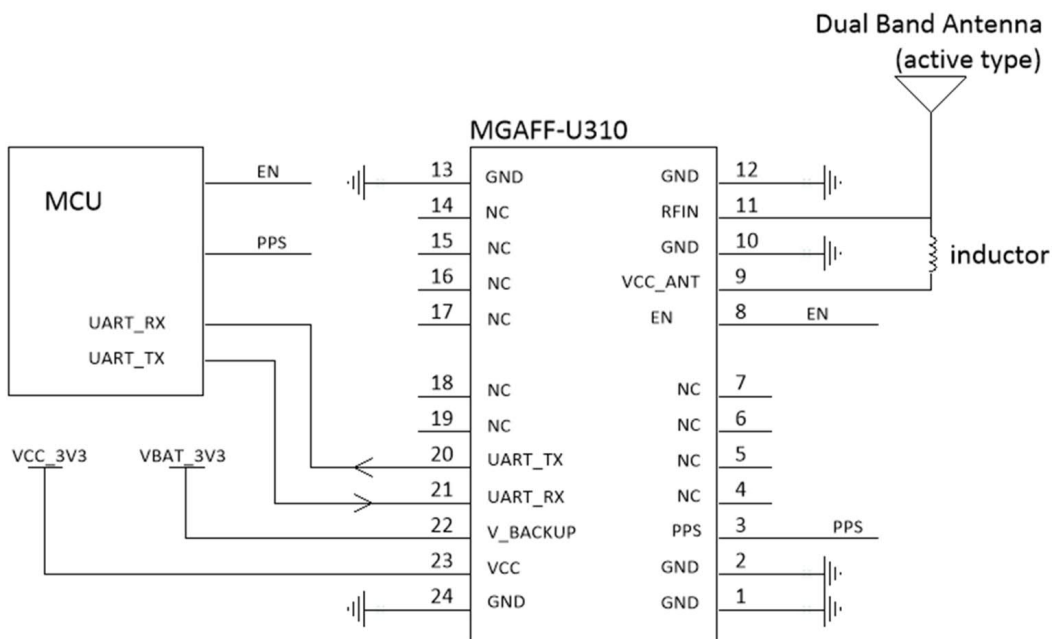 Dual Band Antenna
(active type)
MGAFF-U310
MCU
EN
PPS
UART_RX
UART_TX
VCC_3V3
VBAT_3V3
13 GND
14 NC
15 NC
16 NC
17 NC
18 NC
19 NC
20 UART_TX
21 UART_RX
22 V_BACKUP
23 VCC
24 GND
GND 12
RFIN 11
GND 10
VCC_ANT 9
EN 8 EN
NC 7
NC 6
NC 5
NC 4
PPS 3 PPS
GND 2
GND 1
inductor